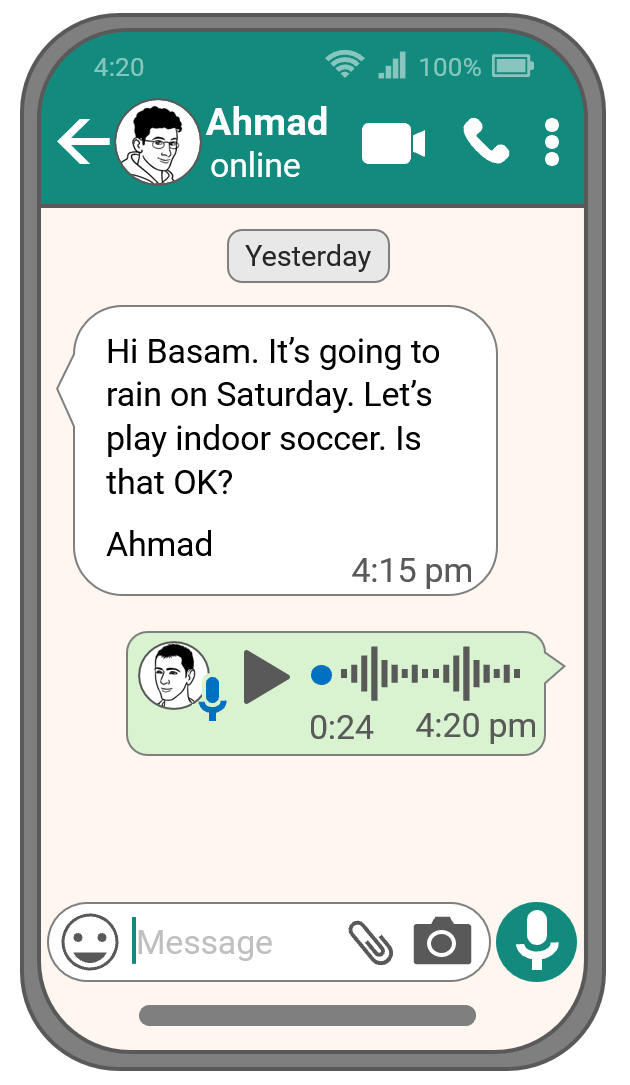 4:20 100%
Ahmad
online
Yesterday
Hi Basam. It’s going to
rain on Saturday. Let’s
play indoor soccer. Is
that OK?
Ahmad
4:15 pm
0:24 4:20 pm
Message